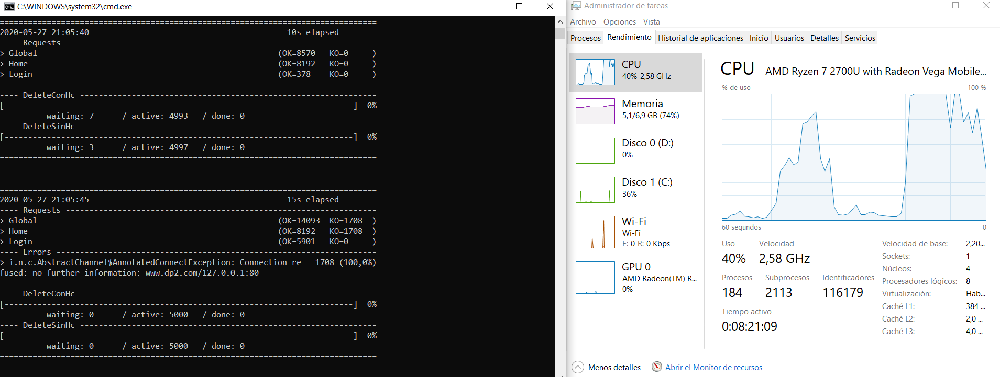 C:\WINDOWS\system32\cmd.exe
================================================================================
2020-05-27 21:05:40                                          10s elapsed
---- Requests ------------------------------------------------------------------
> Global                                                   (OK=8570   KO=0     )
> Home                                                     (OK=8192   KO=0     )
> Login                                                    (OK=378    KO=0     )
---- DeleteConHc ---------------------------------------------------------------
[--------------------------------------------------------------------------]  0%
          waiting: 7      / active: 4993   / done: 0
---- DeleteSinHc ---------------------------------------------------------------
[--------------------------------------------------------------------------]  0%
          waiting: 3      / active: 4997   / done: 0
================================================================================
================================================================================
2020-05-27 21:05:45                                          15s elapsed
---- Requests ------------------------------------------------------------------
> Global                                                   (OK=14093  KO=1708  )
> Home                                                     (OK=8192   KO=1708  )
> Login                                                    (OK=5901   KO=0     )
---- Errors --------------------------------------------------------------------
> i.n.c.AbstractChannel$AnnotatedConnectException: Connection re   1708 (100,0%)
fused: no further information: www.dp2.com/127.0.0.1:80
---- DeleteConHc ---------------------------------------------------------------
[--------------------------------------------------------------------------]  0%
          waiting: 0      / active: 5000   / done: 0
---- DeleteSinHc ---------------------------------------------------------------
[--------------------------------------------------------------------------]  0%
          waiting: 0      / active: 5000   / done: 0
================================================================================
Administrador de tareas
Archivo Opciones Vista
Procesos Rendimiento Historial de aplicaciones Inicio Usuarios Detalles Servicios
CPU
40% 2,58 GHz
Memoria
5,1/6,9 GB (74%)
Disco 0 (D:)
0%
Disco 1 (C:)
36%
Wi-Fi
Wi-Fi
E: 0 R: 0 Kbps
GPU 0
AMD Radeon(TM) R...
0%
CPU AMD Ryzen 7 2700U with Radeon Vega Mobile...
% de uso 100 %
60 segundos 0
Uso Velocidad
40% 2,58 GHz
Procesos Subprocesos Identificadores
184 2113 116179
Tiempo activo
0:08:21:09
Velocidad de base: 2,20...
Sockets: 1
Núcleos: 4
Procesadores lógicos: 8
Virtualización: Hab...
Caché L1: 384 ...
Caché L2: 2,0 ...
Caché L3: 4,0 ...
Menos detalles Abrir el Monitor de recursos